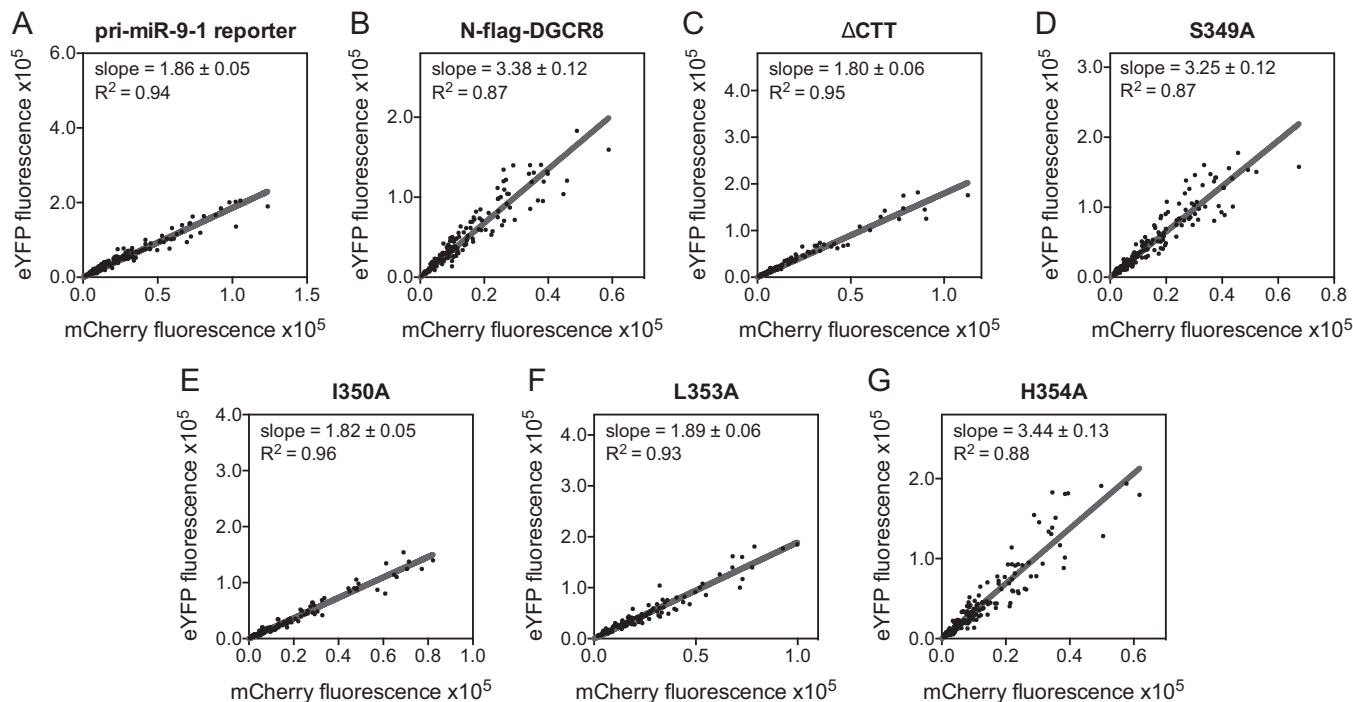 A
pri-miR-9-1 reporter
slope = 1.86 ± 0.05
R² = 0.94
eYFP fluorescence x10⁵
6.0
4.0
2.0
0.0
0.0 0.5 1.0 1.5
mCherry fluorescence x10⁵
B
N-flag-DGCR8
slope = 3.38 ± 0.12
R² = 0.87
eYFP fluorescence x10⁵
2.0
1.0
0.0
0.0 0.2 0.4 0.6
mCherry fluorescence x10⁵
C
ΔCTT
slope = 1.80 ± 0.06
R² = 0.95
eYFP fluorescence x10⁵
4.0
3.0
2.0
1.0
0.0
0.0 0.5 1.0
mCherry fluorescence x10⁵
D
S349A
slope = 3.25 ± 0.12
R² = 0.87
eYFP fluorescence x10⁵
3.0
2.0
1.0
0.0
0.0 0.2 0.4 0.6 0.8
mCherry fluorescence x10⁵
E
I350A
slope = 1.82 ± 0.05
R² = 0.96
eYFP fluorescence x10⁵
4.0
3.0
2.0
1.0
0.0
0.0 0.2 0.4 0.6 0.8 1.0
mCherry fluorescence x10⁵
F
L353A
slope = 1.89 ± 0.06
R² = 0.93
eYFP fluorescence x10⁵
4.0
3.0
2.0
1.0
0.0
0.0 0.5 1.0
mCherry fluorescence x10⁵
G
H354A
slope = 3.44 ± 0.13
R² = 0.88
eYFP fluorescence x10⁵
2.0
1.0
0.0
0.0 0.2 0.4 0.6
mCherry fluorescence x10⁵